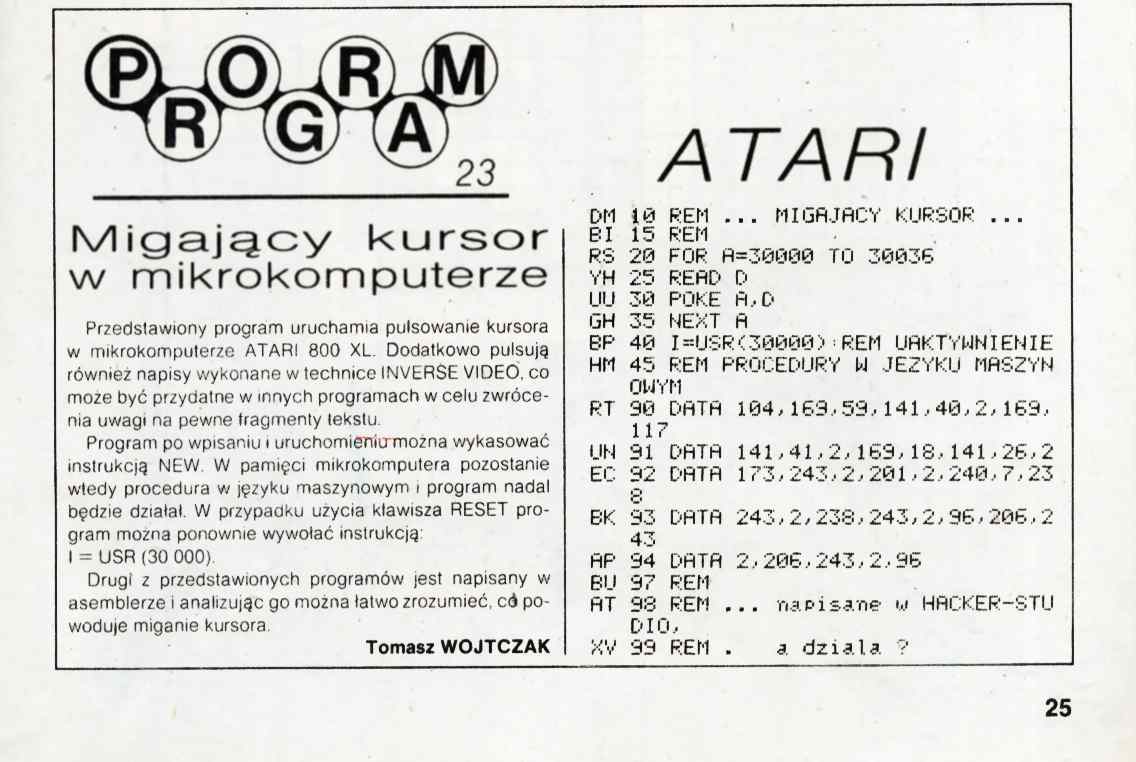 PROGRAM
23
Migający kursor
w mikrokomputerze
Przedstawiony program uruchamia pulsowanie kursora
w mikrokomputerze ATARI 800 XL. Dodatkowo pulsują
również napisy wykonane w technice INVERSE VIDEO, co
może być przydatne w innych programach w celu zwróce-
nia uwagi na pewne fragmenty tekstu.
Program po wpisaniu i uruchomieniu można wykasować
instrukcją NEW. W pamięci mikrokomputera pozostanie
wtedy procedura w języku maszynowym i program nadal
będzie działał. W przypadku użycia klawisza RESET pro-
gram można ponownie wywołać instrukcją:
I = USR (30 000).
Drugi z przedstawionych programów jest napisany w
asemblerze i analizując go można łatwo zrozumieć, co po-
woduje miganie kursora.
Tomasz WOJTCZAK
ATARI
DM 10 REM ... MIGAJACY KURSOR ...
BI 15 REM
RS 20 FOR A=30000 TO 30036
YH 25 READ D
UU 30 POKE A,D
GH 35 NEXT A
BP 40 I=USR(30000):REM UAKTYWNIENIE
HM 45 REM PROCEDURY W JEZYKU MASZYN
OWYM
RT 90 DATA 104,169,59,141,40,2,169,
117
UN 91 DATA 141,41,2,169,18,141,26,2
EC 92 DATA 173,243,2,201,2,240,7,23
8
BK 93 DATA 243,2,238,243,2,96,206,2
43
AP 94 DATA 2,206,243,2,96
BU 97 REM
AT 98 REM ... napisane w HACKER-STU
DIO,
XV 99 REM . a dziala ?
25